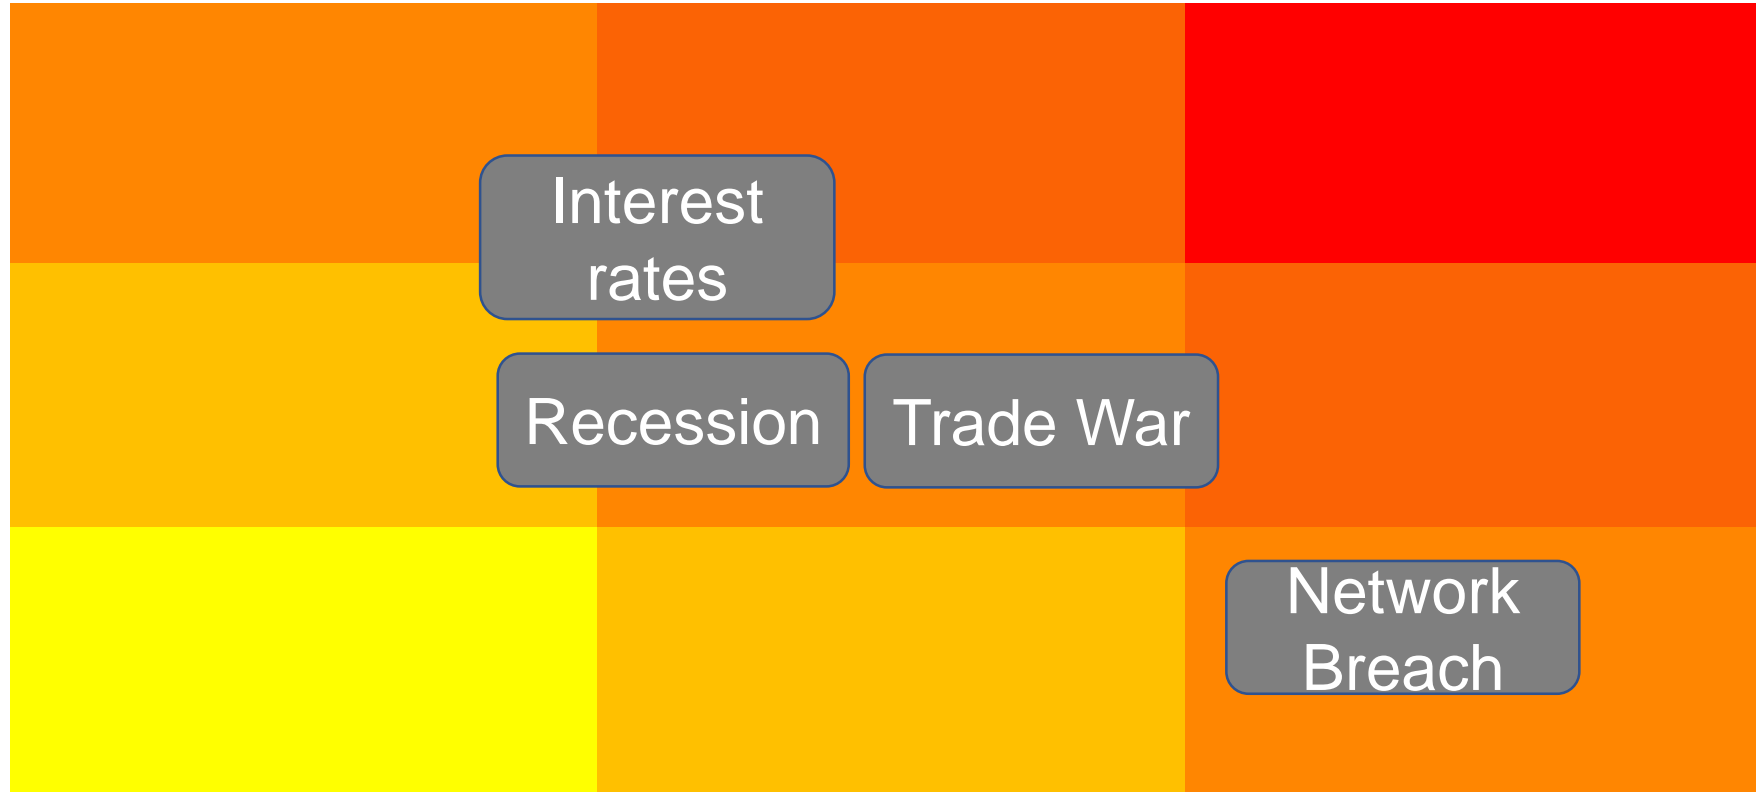 Interest
rates
Recession
Trade War
Network
Breach